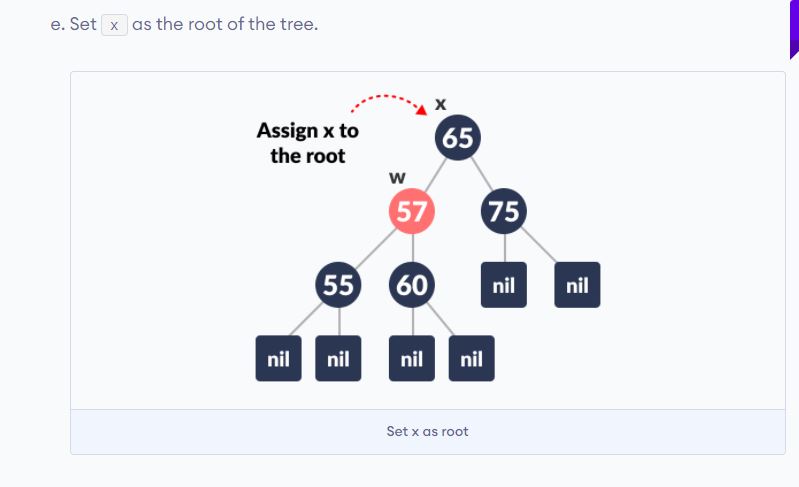 e. Set x as the root of the tree.
x
Assign x to
the root
65
w
57
75
55
60
nil
nil
nil
nil
nil
nil
Set x as root